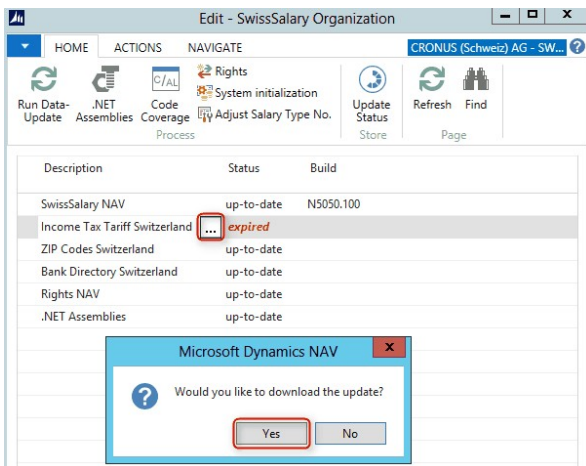 Edit - SwissSalary Organization
HOME ACTIONS NAVIGATE CRONUS (Schweiz) AG - SW... ?
Run Data-Update
.NET Assemblies
C/AL
Code Coverage
Rights
System initialization
Adjust Salary Type No.
Update Status
Refresh
Find
Process Store Page
Description Status Build
SwissSalary NAV up-to-date N5050.100
Income Tax Tariff Switzerland ... expired
ZIP Codes Switzerland up-to-date
Bank Directory Switzerland up-to-date
Rights NAV up-to-date
.NET Assemblies up-to-date
Microsoft Dynamics NAV x
? Would you like to download the update?
Yes No